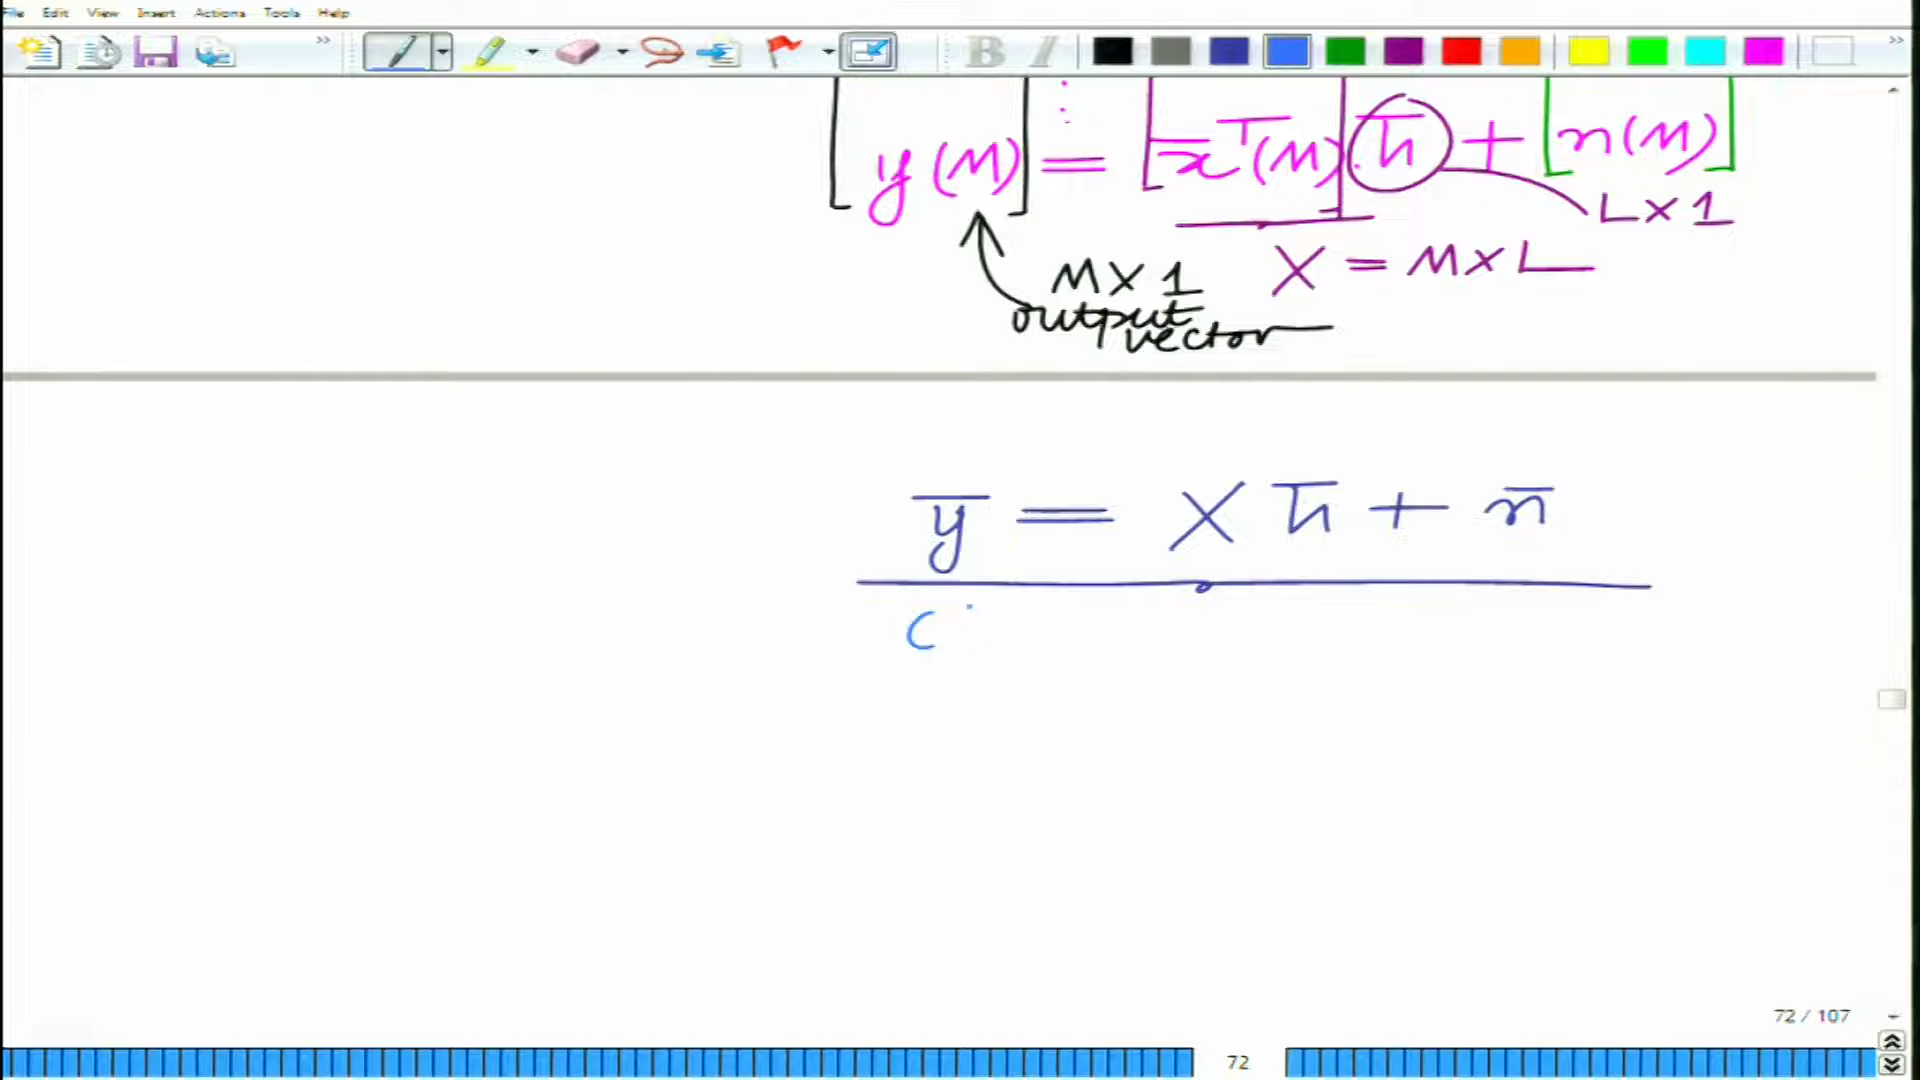 File Edit View Insert Actions Tools Help
B I
y(M) = x̄ᵀ(M) h̄ + n(M)
L×1
M×1
X = M×L
output
vector
ȳ = X h̄ + n̄
C
72 / 107
72